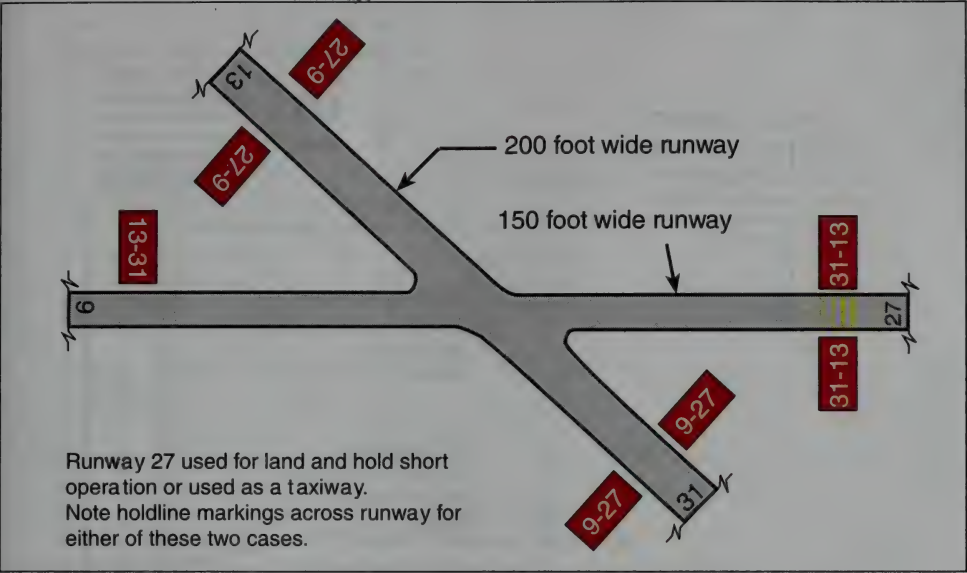 13
27-9
27-9
200 foot wide runway
150 foot wide runway
13-31
31-13
9
27
31-13
9-27
9-27
31
Runway 27 used for land and hold short
operation or used as a taxiway.
Note holdline markings across runway for
either of these two cases.